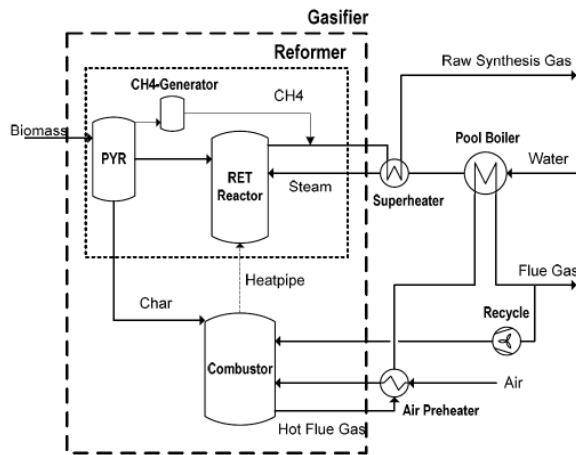 Gasifier
Reformer
Raw Synthesis Gas
CH4-Generator
CH4
Biomass
Pool Boiler
PYR
Water
RET
Reactor
Steam
Superheater
Flue Gas
Heatpipe
Char
Recycle
Combustor
Air
Air Preheater
Hot Flue Gas